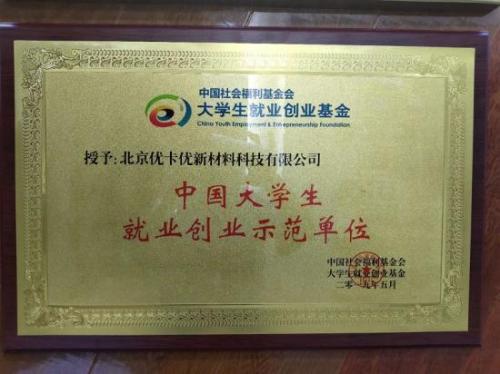 中国社会福利基金会
大学生就业创业基金
China Youth Employment & Entrepreneurship Foundation
授予:北京优卡优新材料科技有限公司
中国大学生
就业创业示范单位
中国社会福利基金会
大学生就业创业基金
二零一九年五月